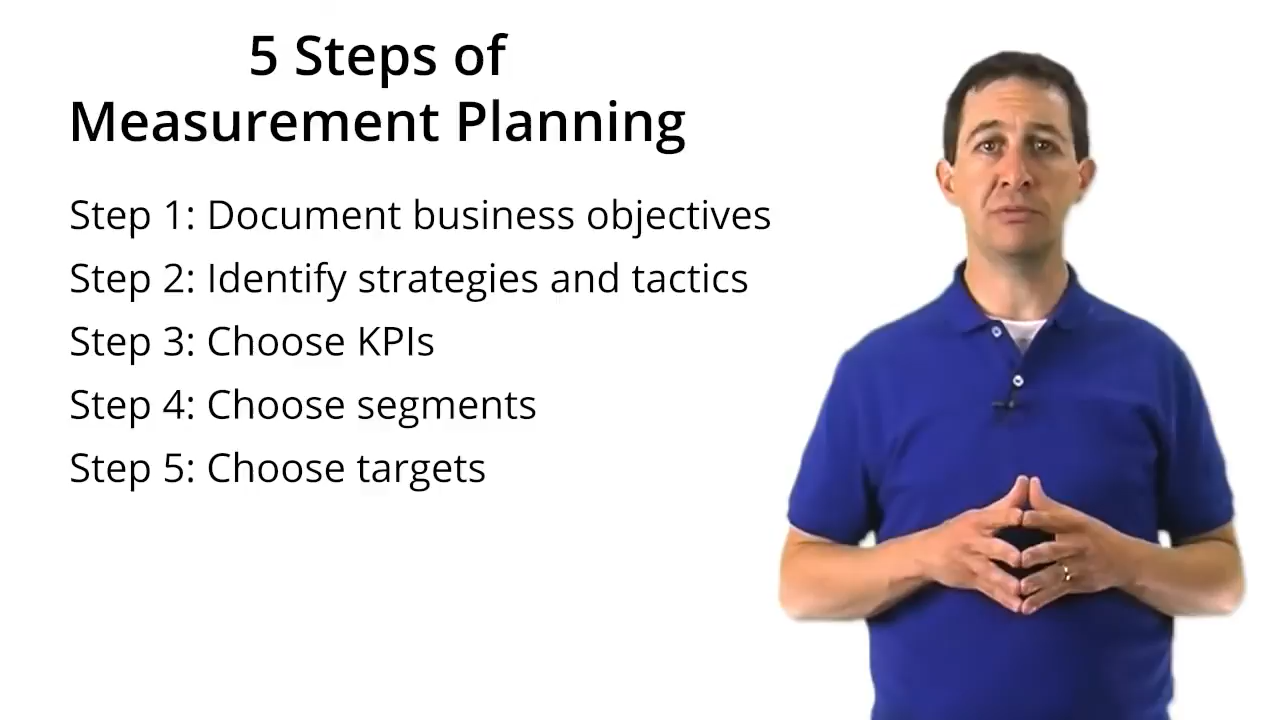 5 Steps of
Measurement Planning
Step 1: Document business objectives
Step 2: Identify strategies and tactics
Step 3: Choose KPIs
Step 4: Choose segments
Step 5: Choose targets